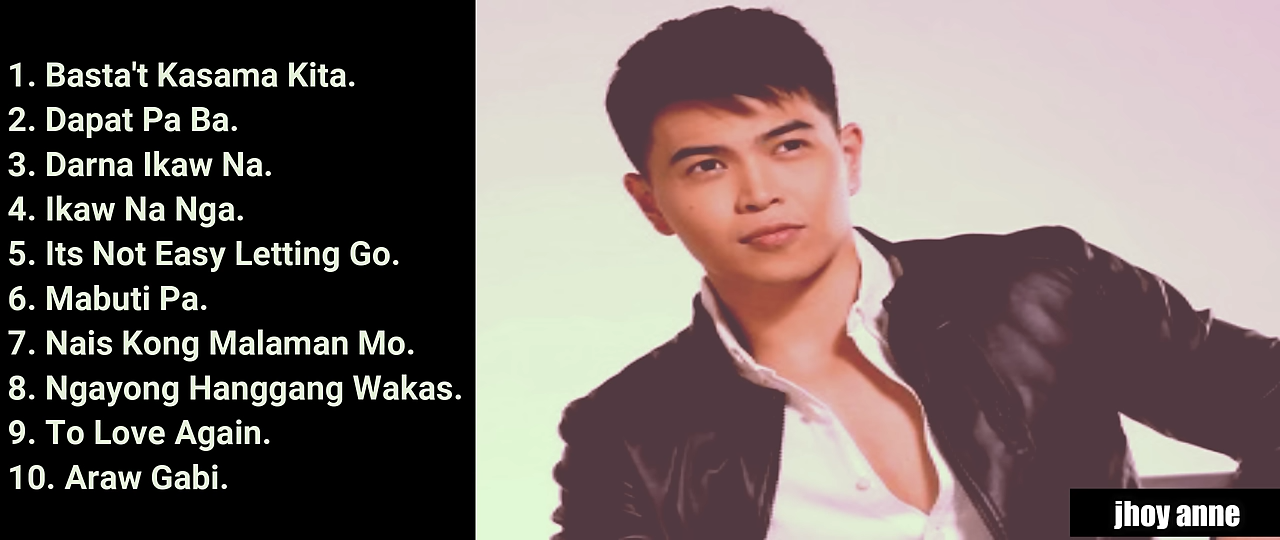 1. Basta't Kasama Kita.
2. Dapat Pa Ba.
3. Darna Ikaw Na.
4. Ikaw Na Nga.
5. Its Not Easy Letting Go.
6. Mabuti Pa.
7. Nais Kong Malaman Mo.
8. Ngayong Hanggang Wakas.
9. To Love Again.
10. Araw Gabi.
jhoy anne